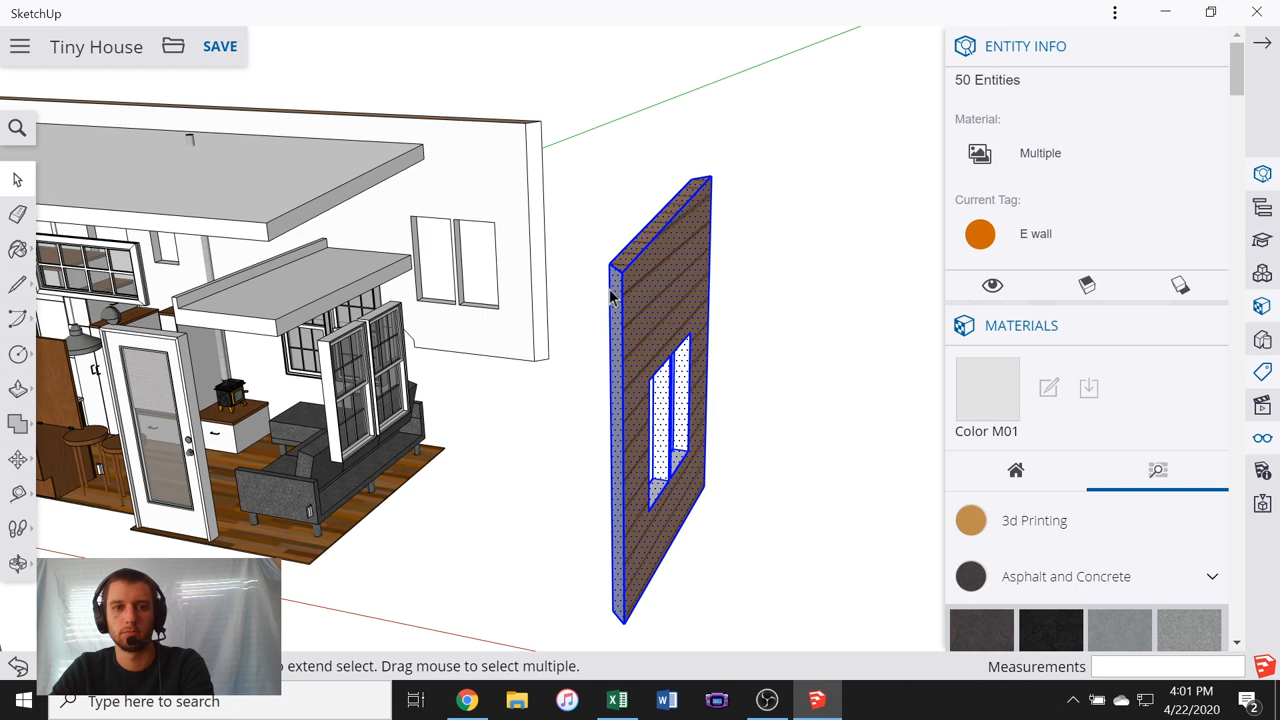 SketchUp
Tiny House
SAVE
ENTITY INFO
50 Entities
Material:
Multiple
Current Tag:
E wall
MATERIALS
Color M01
3d Printing
Asphalt and Concrete
extend select. Drag mouse to select multiple.
Measurements
Type here to search
4:01 PM
4/22/2020
2